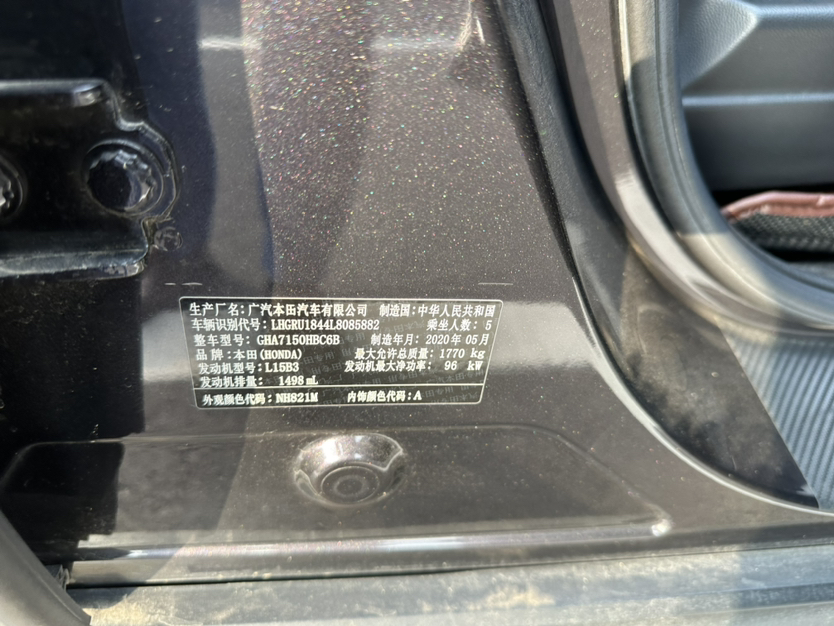 生产厂名：广汽本田汽车有限公司 制造国：中华人民共和国
车辆识别代号：LHGRU1844L8085882 乘坐人数：5
整车型号：GHA7150HBC6B 制造年月：2020年05月
品牌：本田(HONDA) 最大允许总质量：1770 kg
发动机型号：L15B3 发动机最大净功率：96 kW
发动机排量：1498 mL
外观颜色代码：NH821M 内饰颜色代码：A